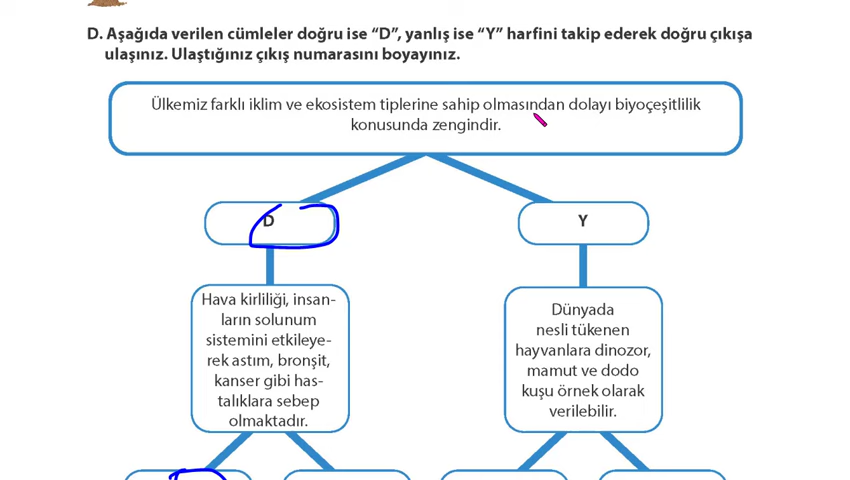 D. Aşağıda verilen cümleler doğru ise “D”, yanlış ise “Y” harfini takip ederek doğru çıkışa
ulaşınız. Ulaştığınız çıkış numarasını boyayınız.
Ülkemiz farklı iklim ve ekosistem tiplerine sahip olmasından dolayı biyoçeşitlilik
konusunda zengindir.
D
Y
Hava kirliliği, insan-
ların solunum
sistemini etkileye-
rek astım, bronşit,
kanser gibi has-
talıklara sebep
olmaktadır.
Dünyada
nesli tükenen
hayvanlara dinozor,
mamut ve dodo
kuşu örnek olarak
verilebilir.